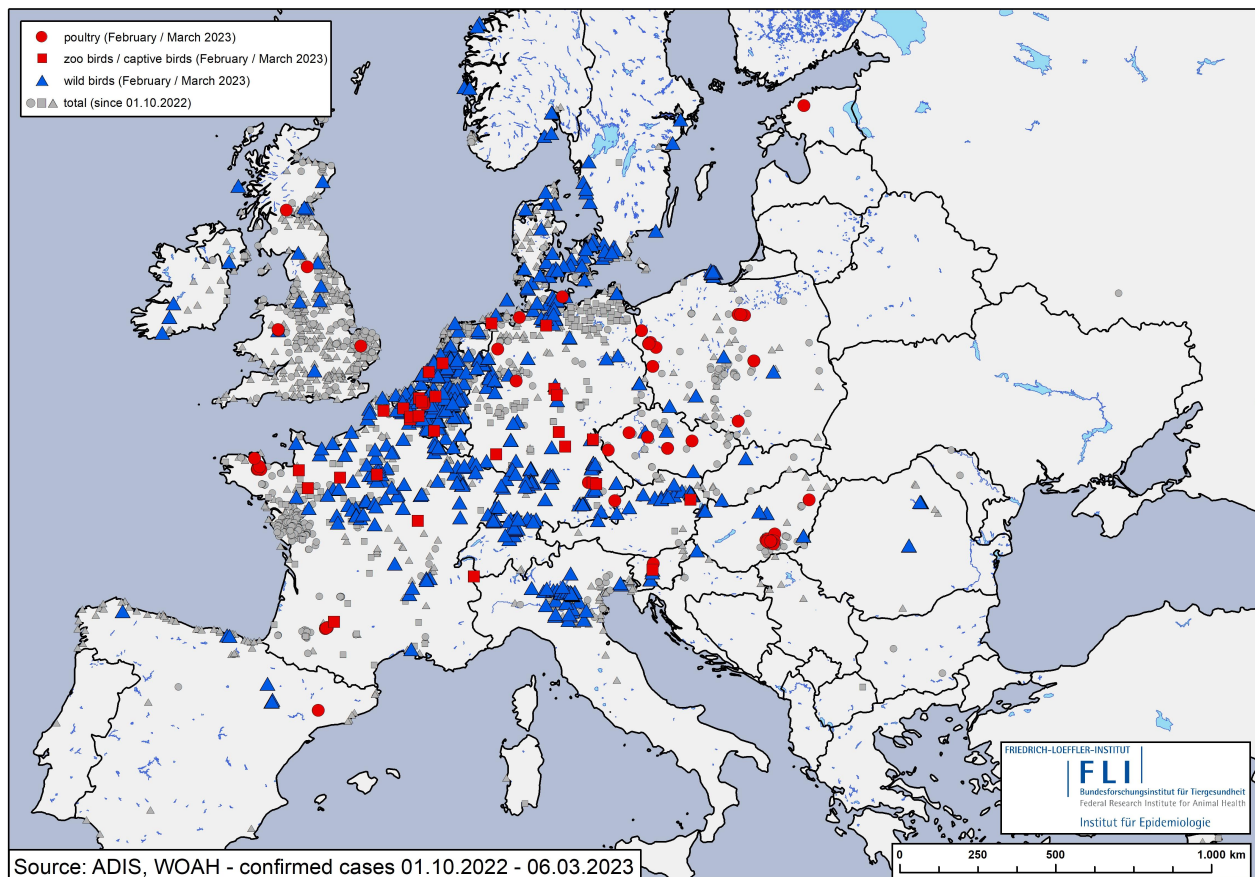 poultry (February / March 2023)
zoo birds / captive birds (February / March 2023)
wild birds (February / March 2023)
total (since 01.10.2022)
FRIEDRICH-LOEFFLER-INSTITUT
FLI
Bundesforschungsinstitut für Tiergesundheit
Federal Research Institute for Animal Health
Institut für Epidemiologie
Source: ADIS, WOAH - confirmed cases 01.10.2022 - 06.03.2023
0 250 500 1.000 km